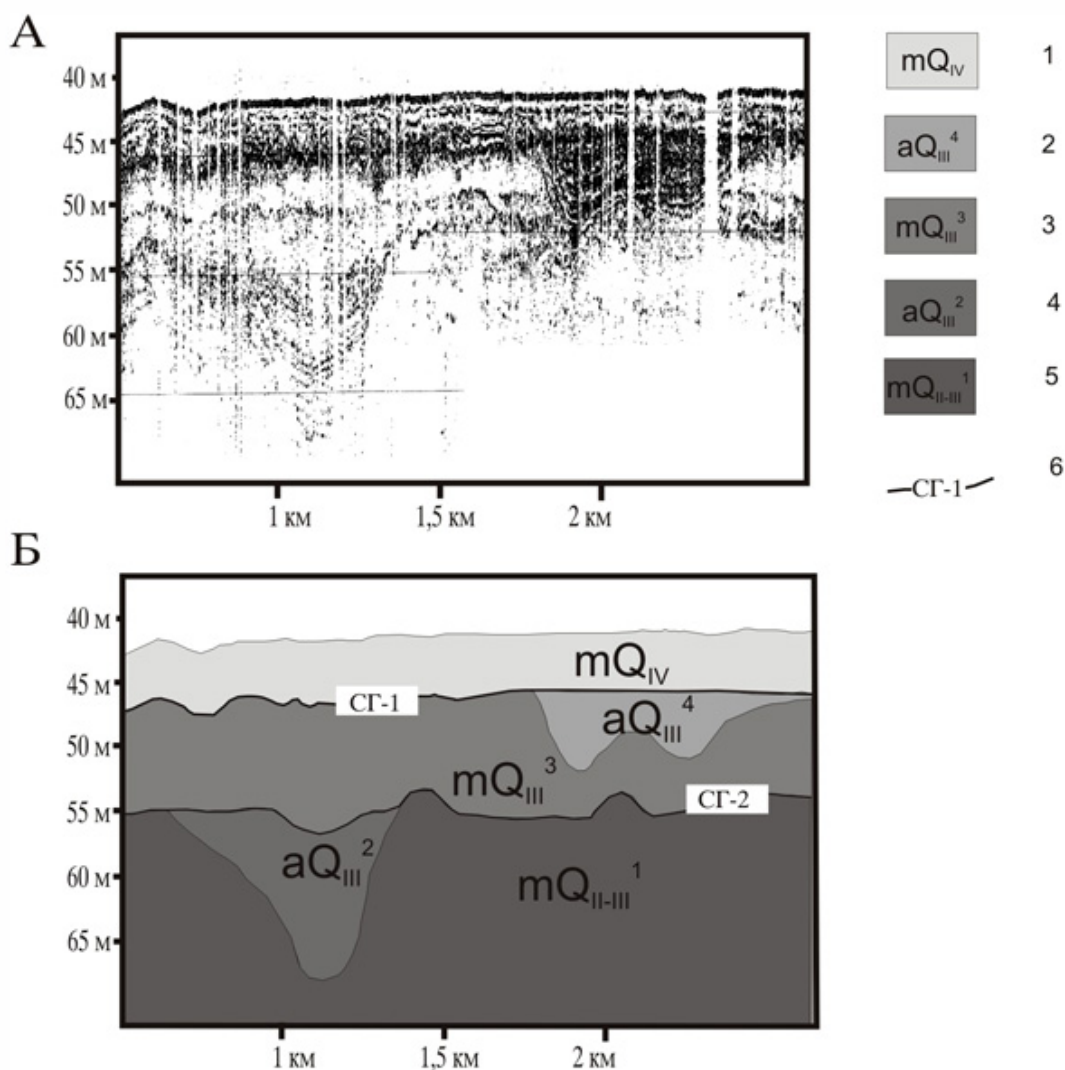 А
40 м
45 м
50 м
55 м
60 м
65 м
1 км
1,5 км
2 км
mQIV 1
aQIII4 2
mQIII3 3
aQIII2 4
mQII-III1 5
СГ-1 6
Б
40 м
45 м
50 м
55 м
60 м
65 м
mQIV
СГ-1
aQIII4
mQIII3
СГ-2
aQIII2
mQII-III1
1 км
1,5 км
2 км